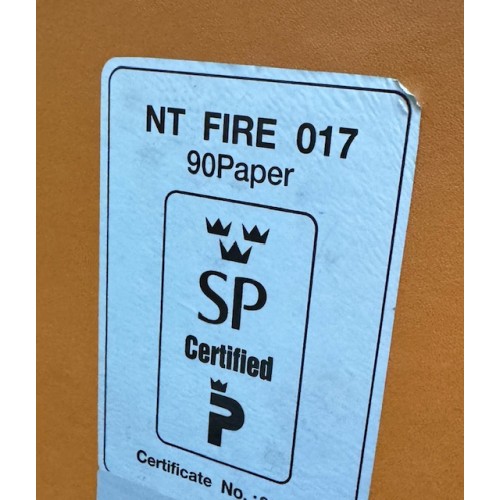 NT FIRE 017
90Paper
SP
Certified
P
Certificate No.: